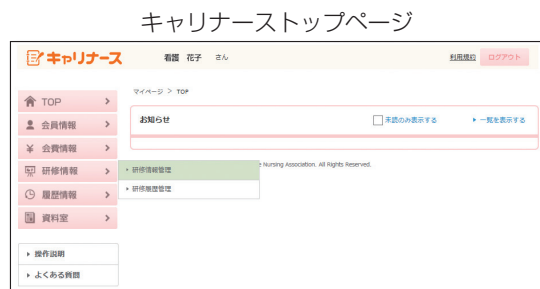 キャリナーストップページ
キャリナース
看護 花子 さん
利用規約
ログアウト
マイページ > TOP
TOP
会員情報
会費情報
研修情報
履歴情報
資料室
お知らせ
未読のみ表示する
一覧を表示する
研修情報管理
研修履歴管理
Nursing Association. All Rights Reserved.
操作説明
よくある質問